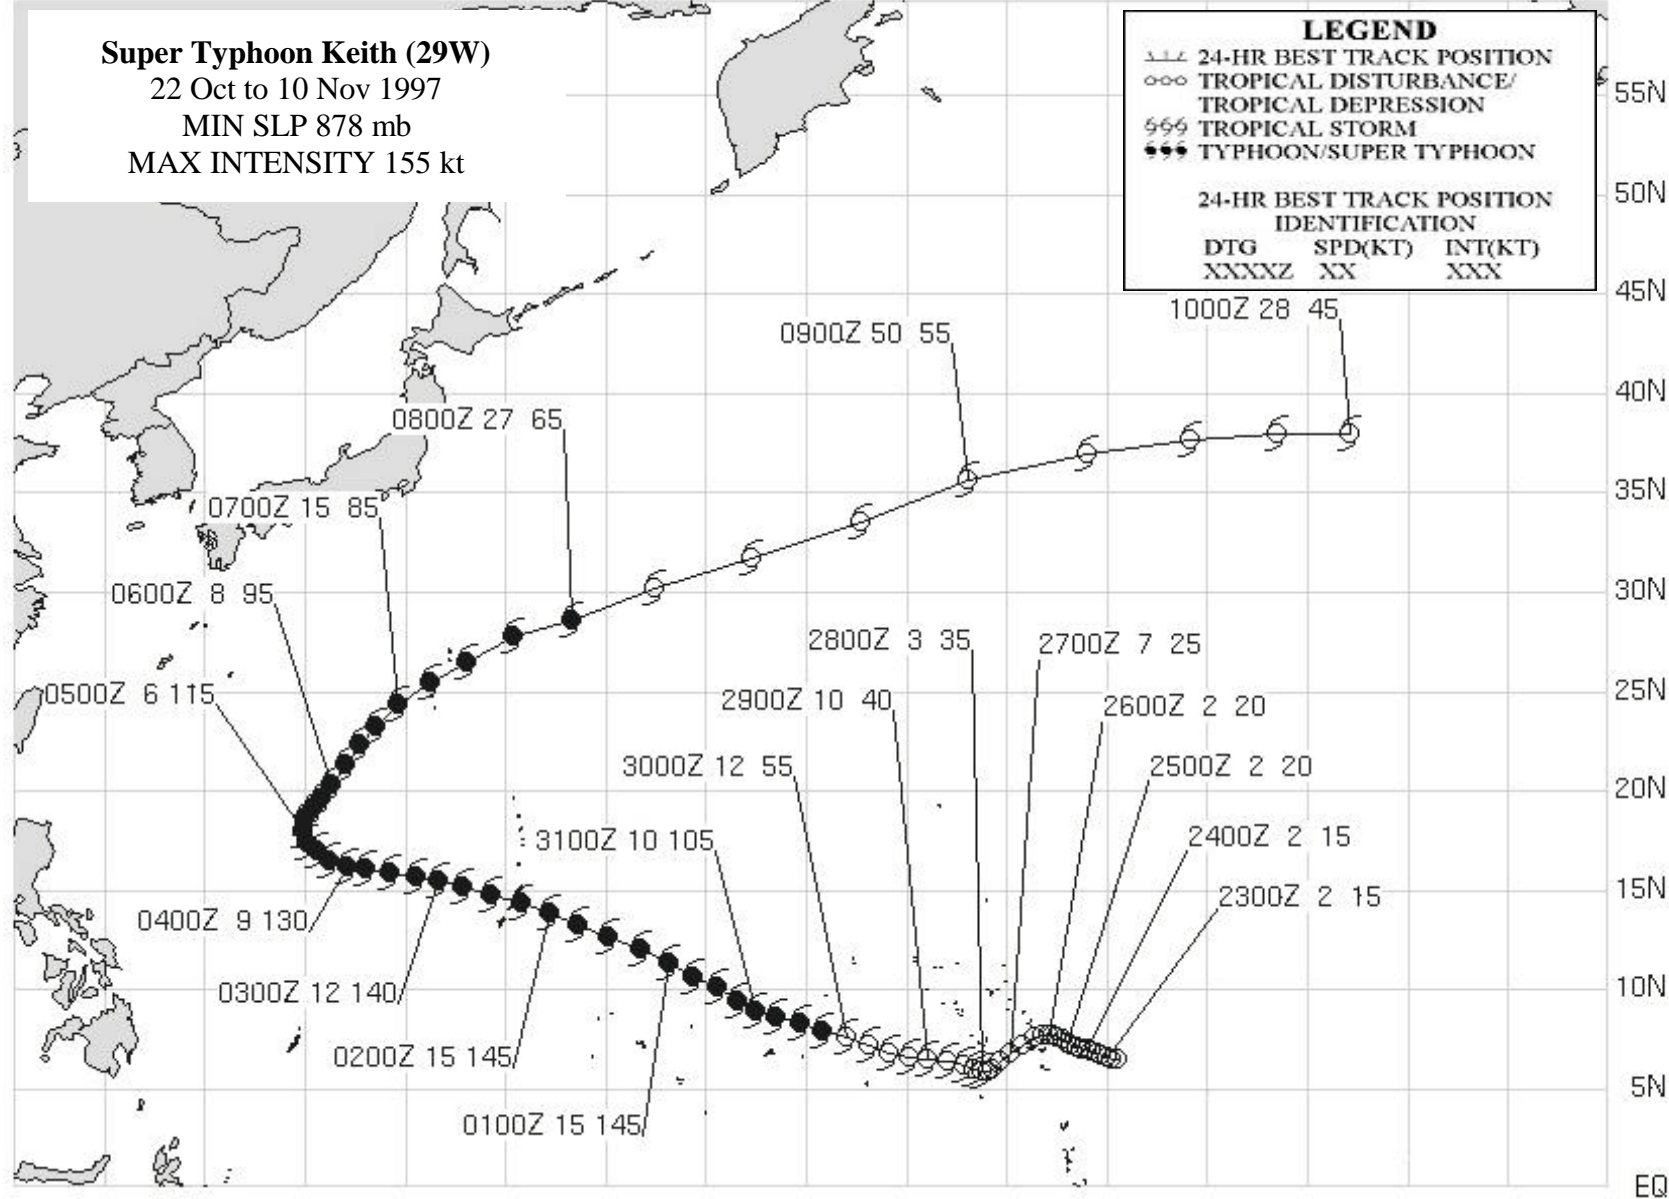 Super Typhoon Keith (29W)
22 Oct to 10 Nov 1997
MIN SLP 878 mb
MAX INTENSITY 155 kt
LEGEND
24-HR BEST TRACK POSITION
TROPICAL DISTURBANCE/
TROPICAL DEPRESSION
TROPICAL STORM
TYPHOON/SUPER TYPHOON
24-HR BEST TRACK POSITION
IDENTIFICATION
DTG SPD(KT) INT(KT)
XXXXZ XX XXX
55N
50N
45N
40N
35N
30N
25N
20N
15N
10N
5N
EQ
1000Z 28 45
0900Z 50 55
0800Z 27 65
0700Z 15 85
0600Z 8 95
0500Z 6 115
0400Z 9 130
0300Z 12 140
0200Z 15 145
0100Z 15 145
3100Z 10 105
3000Z 12 55
2900Z 10 40
2800Z 3 35
2700Z 7 25
2600Z 2 20
2500Z 2 20
2400Z 2 15
2300Z 2 15